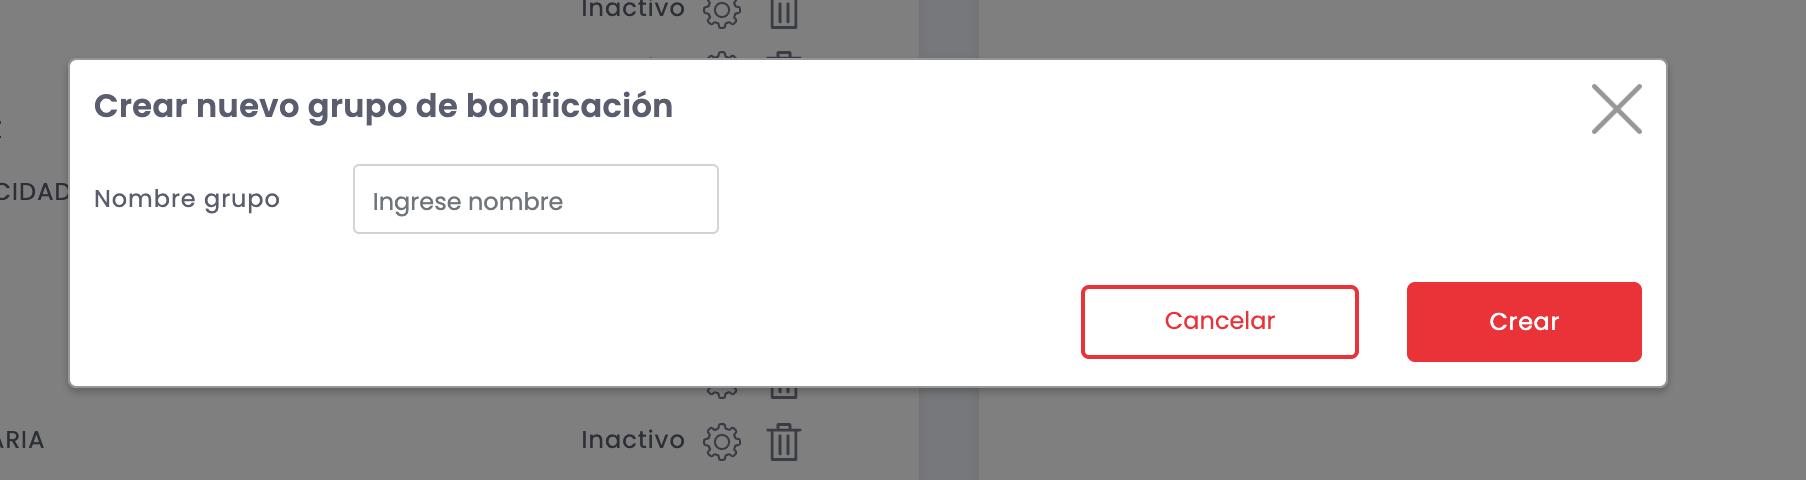 Inactivo
Crear nuevo grupo de bonificación
CIDAD
Nombre grupo
Ingrese nombre
Cancelar
Crear
ARIA
Inactivo